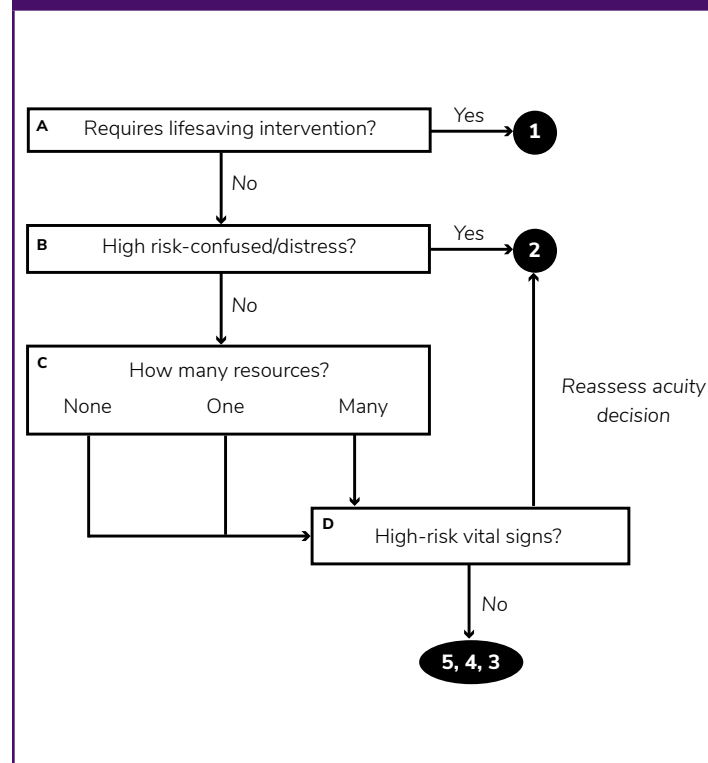 A Requires lifesaving intervention?
Yes
1
No
B High risk-confused/distress?
Yes
2
No
C How many resources?
None One Many
Reassess acuity
decision
D High-risk vital signs?
No
5, 4, 3